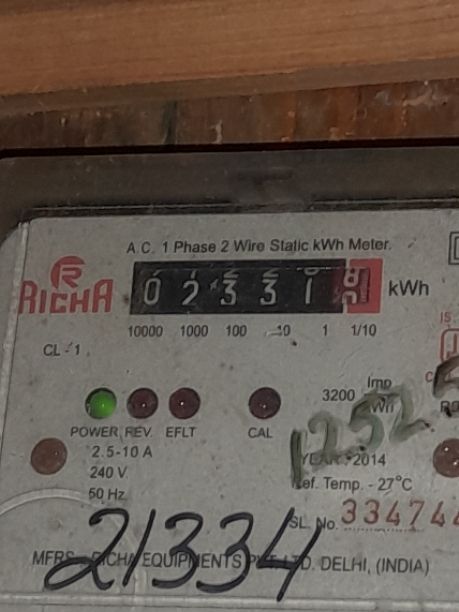 A.C. 1 Phase 2 Wire Static kWh Meter.
RICHA
0 2 3 3 1 kWh
10000 1000 100 10 1 1/10
CL - 1
3200 Imp
kWh
POWER REV. EFLT CAL
2.5-10 A
240 V.
50 Hz.
1252
YEAR - 2014
Ref. Temp. - 27°C
SL. No. 33474
21334
MFRS. RICHA EQUIPMENTS PVT. LTD. DELHI, (INDIA)